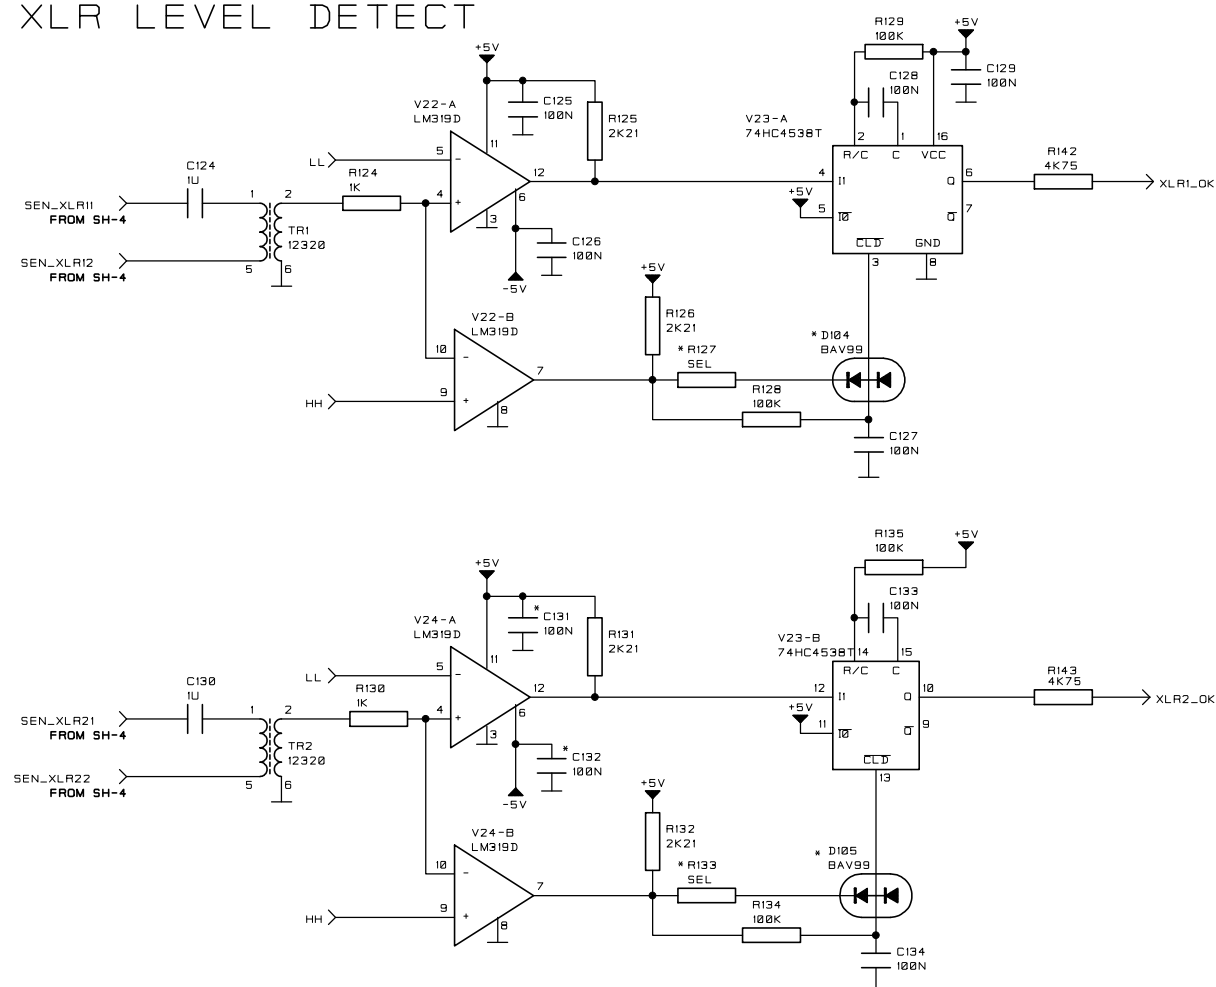 XLR LEVEL DETECT
R129
100K
+5V
+5V
C128
100N
C129
100N
V22-A
LM319D
C125
100N
R125
2K21
V23-A
74HC4538T
2 1 16
11
R/C C VCC
LL
5
-
12
4
I1
Q
6
R142
4K75
XLR1_OK
C124
1U
R124
1K
+5V
1 2
4
+
6
5
I0
Q
7
SEN_XLR11
FROM SH-4
3
TR1
12320
C126
100N
CLD
GND
SEN_XLR12
FROM SH-4
5 6
3 8
-5V
+5V
V22-B
LM319D
R126
2K21
* D104
BAV99
10
-
* R127
SEL
7
HH
9
+
8
R128
100K
C127
100N
R135
100K
+5V
+5V
C133
100N
V24-A
LM319D
*
C131
100N
R131
2K21
V23-B
74HC4538T
14 15
11
R/C C
LL
5
-
12
12
I1
Q
10
R143
4K75
XLR2_OK
C130
1U
R130
1K
+5V
1 2
4
+
6
11
I0
Q
9
SEN_XLR21
FROM SH-4
3
TR2
12320
*
C132
100N
CLD
SEN_XLR22
FROM SH-4
5 6
13
-5V
+5V
V24-B
LM319D
R132
2K21
* D105
BAV99
10
-
* R133
SEL
7
HH
9
+
8
R134
100K
C134
100N